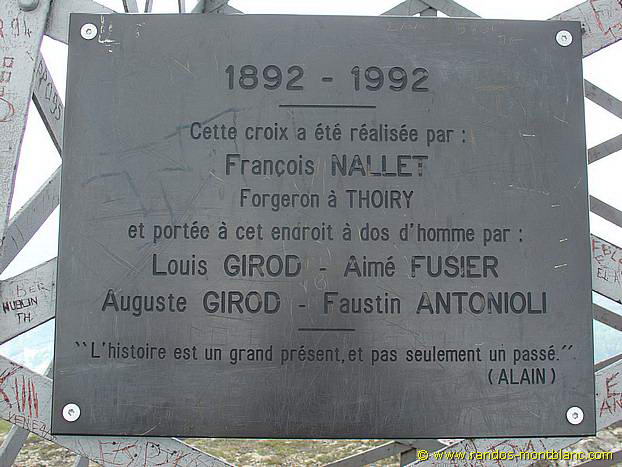 1892 - 1992
Cette croix a été réalisée par :
François NALLET
Forgeron à THOIRY
et portée à cet endroit à dos d'homme par :
Louis GIROD - Aimé FUSIER
Auguste GIROD - Faustin ANTONIOLI
"L'histoire est un grand présent, et pas seulement un passé."
(ALAIN)
© www.randos-montblanc.com